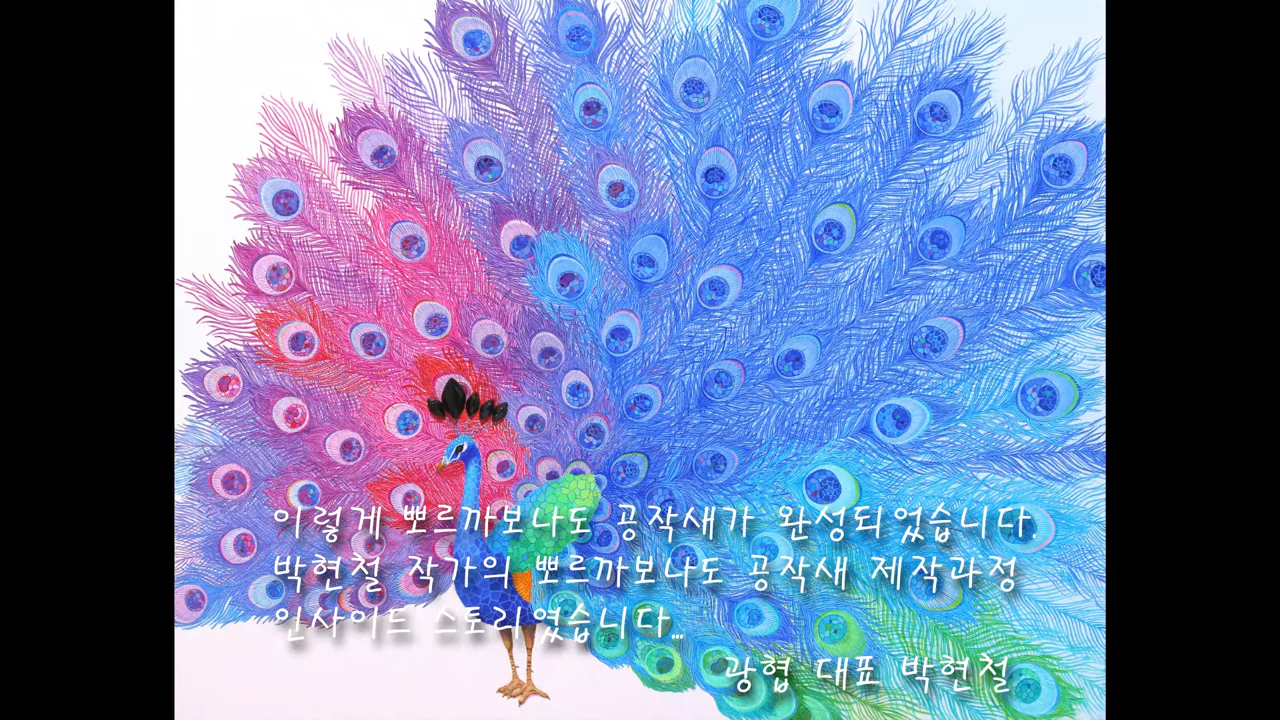 이렇게 뽀르까보나도 공작새가 완성되었습니다.
박현철 작가의 뽀르까보나도 공작새 제작과정
인사이드 스토리였습니다...
광협 대표 박현철